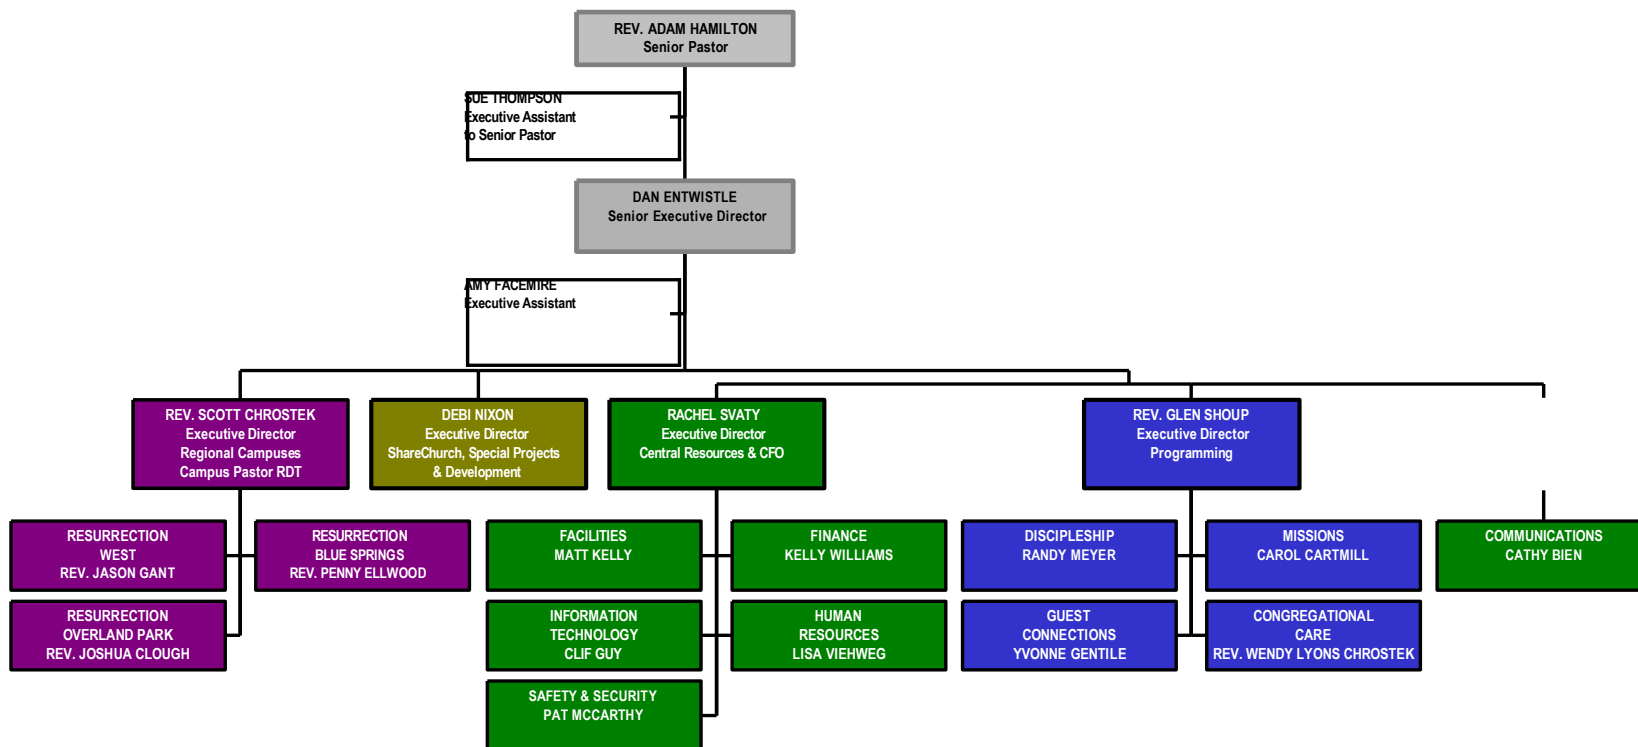 REV. ADAM HAMILTON
Senior Pastor
SUE THOMPSON
Executive Assistant
to Senior Pastor
DAN ENTWISTLE
Senior Executive Director
AMY FACEMIRE
Executive Assistant
REV. SCOTT CHROSTEK
Executive Director
Regional Campuses
Campus Pastor RDT
DEBI NIXON
Executive Director
ShareChurch, Special Projects
& Development
RACHEL SVATY
Executive Director
Central Resources & CFO
REV. GLEN SHOUP
Executive Director
Programming
RESURRECTION
WEST
REV. JASON GANT
RESURRECTION
BLUE SPRINGS
REV. PENNY ELLWOOD
FACILITIES
MATT KELLY
FINANCE
KELLY WILLIAMS
DISCIPLESHIP
RANDY MEYER
MISSIONS
CAROL CARTMILL
COMMUNICATIONS
CATHY BIEN
RESURRECTION
OVERLAND PARK
REV. JOSHUA CLOUGH
INFORMATION
TECHNOLOGY
CLIF GUY
HUMAN
RESOURCES
LISA VIEHWEG
GUEST
CONNECTIONS
YVONNE GENTILE
CONGREGATIONAL
CARE
REV. WENDY LYONS CHROSTEK
SAFETY & SECURITY
PAT MCCARTHY